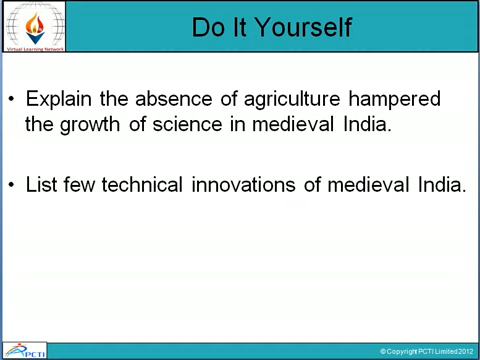 Do It Yourself
Virtual Learning Network
• Explain the absence of agriculture hampered
the growth of science in medieval India.
• List few technical innovations of medieval India.
PCTI
© Copyright PCTI Limited 2012